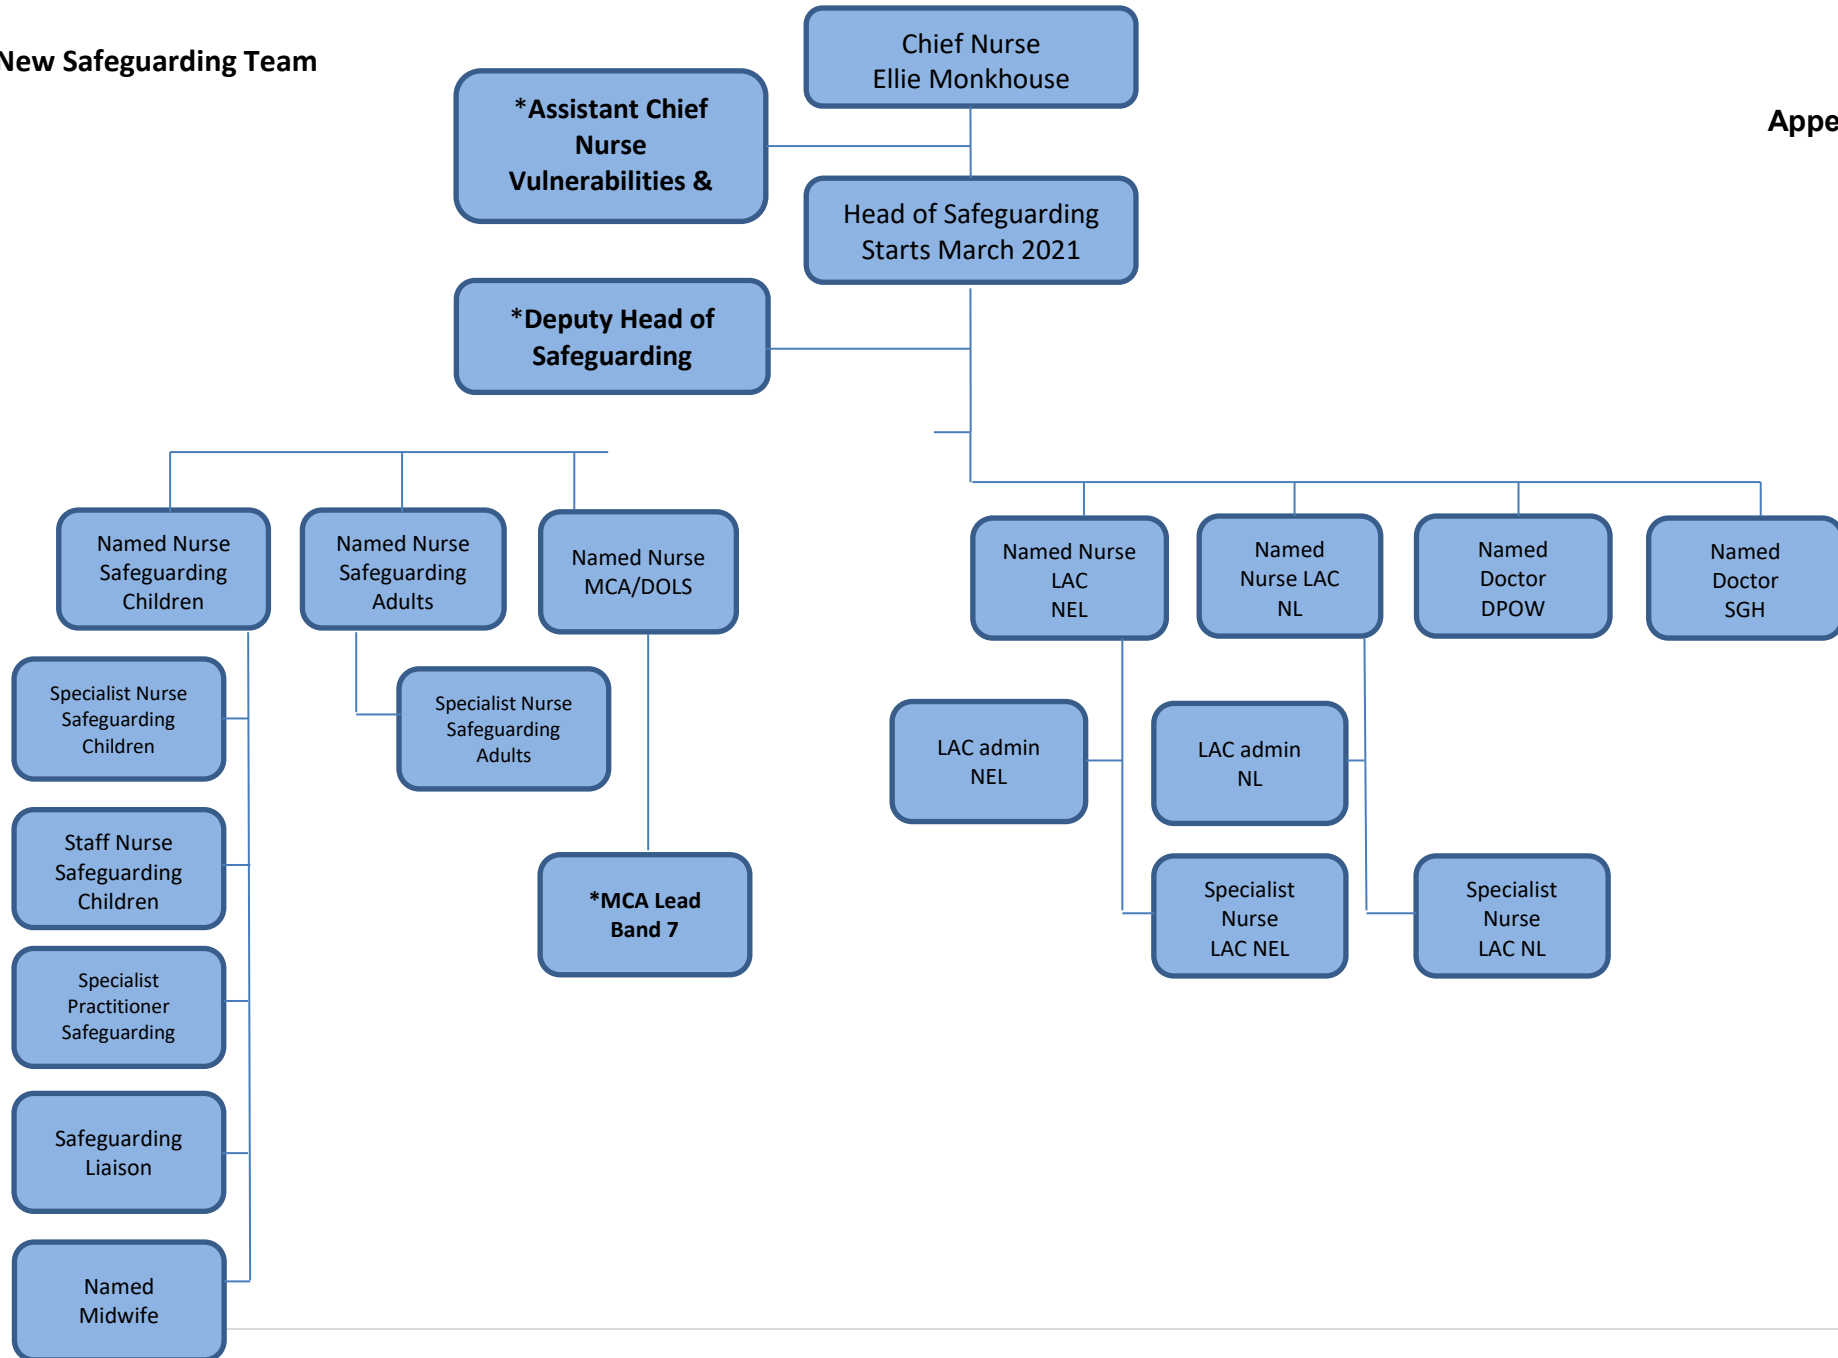 New Safeguarding Team
Chief Nurse
Ellie Monkhouse
*Assistant Chief
Nurse
Vulnerabilities &
Head of Safeguarding
Starts March 2021
*Deputy Head of
Safeguarding
Named Nurse
Safeguarding
Children
Named Nurse
Safeguarding
Adults
Named Nurse
MCA/DOLS
Named Nurse
LAC
NEL
Named
Nurse LAC
NL
Named
Doctor
DPOW
Named
Doctor
SGH
Specialist Nurse
Safeguarding
Children
Specialist Nurse
Safeguarding
Adults
LAC admin
NEL
LAC admin
NL
Staff Nurse
Safeguarding
Children
*MCA Lead
Band 7
Specialist
Nurse
LAC NEL
Specialist
Nurse
LAC NL
Specialist
Practitioner
Safeguarding
Safeguarding
Liaison
Named
Midwife